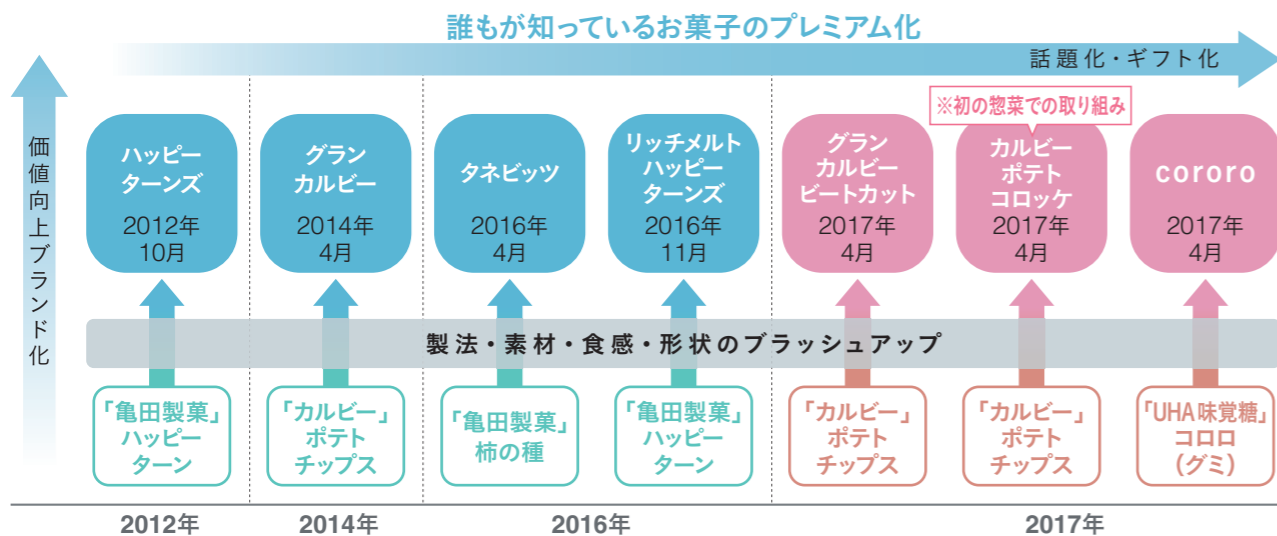 誰もが知っているお菓子のプレミアム化
話題化・ギフト化
価値向上ブランド化
※初の惣菜での取り組み
ハッピー
ターンズ
2012年
10月
グラン
カルビー
2014年
4月
タネビッツ
2016年
4月
リッチメルト
ハッピー
ターンズ
2016年
11月
グラン
カルビー
ビートカット
2017年
4月
カルビー
ポテト
コロッケ
2017年
4月
cororo
2017年
4月
製法・素材・食感・形状のブラッシュアップ
「亀田製菓」
ハッピー
ターン
「カルビー」
ポテト
チップス
「亀田製菓」
柿の種
「亀田製菓」
ハッピー
ターン
「カルビー」
ポテト
チップス
「カルビー」
ポテト
チップス
「UHA味覚糖」
コロロ
（グミ）
2012年
2014年
2016年
2017年